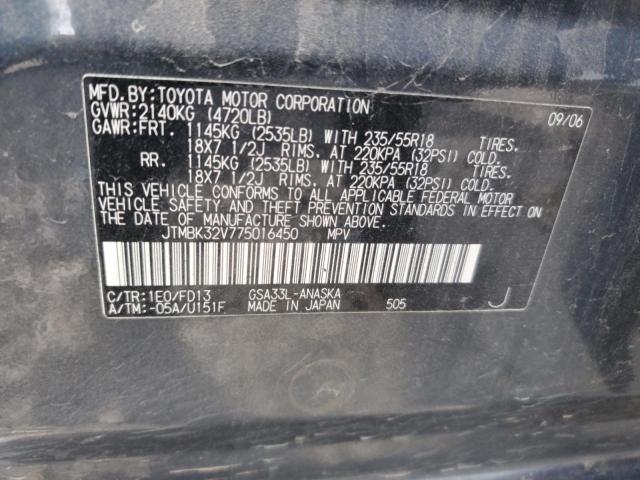 MFD.BY:TOYOTA MOTOR CORPORATION 09/06
GVWR:2140KG (4720LB)
GAWR:FRT. 1145KG (2535LB) WITH 235/55R18 TIRES.
18X7 1/2J RIMS. AT 220KPA (32PSI) COLD.
RR. 1145KG (2535LB) WITH 235/55R18 TIRES.
18X7 1/2J RIMS. AT 220KPA (32PSI) COLD.
THIS VEHICLE CONFORMS TO ALL APPLICABLE FEDERAL MOTOR
VEHICLE SAFETY AND THEFT PREVENTION STANDARDS IN EFFECT ON
THE DATE OF MANUFACTURE SHOWN ABOVE.
JTMBK32V775016450 MPV
C/TR:1E0/FD13 GSA33L-ANASKA
A/TM:-05A/U151F MADE IN JAPAN 505 J